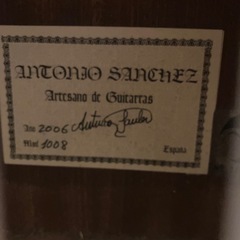 ANTONIO SANCHEZ
Artesano de Guitarras
Año 2006
Mod 1008
España